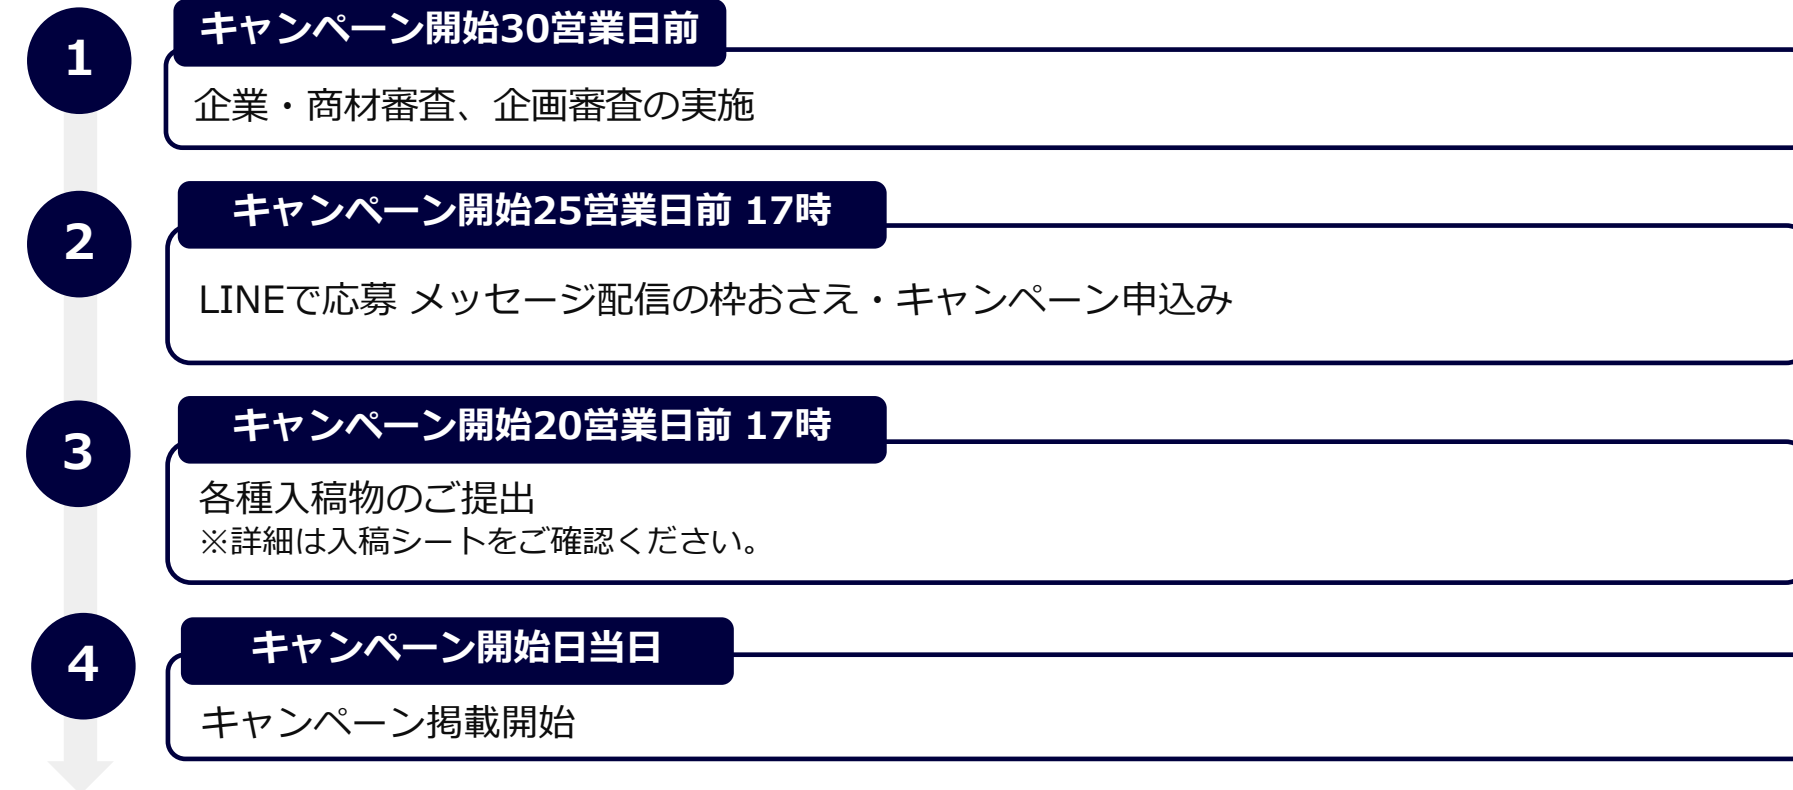 1
キャンペーン開始30営業日前
企業・商材審査、企画審査の実施
2
キャンペーン開始25営業日前 17時
LINEで応募 メッセージ配信の枠おさえ・キャンペーン申込み
3
キャンペーン開始20営業日前 17時
各種入稿物のご提出
※詳細は入稿シートをご確認ください。
4
キャンペーン開始日当日
キャンペーン掲載開始